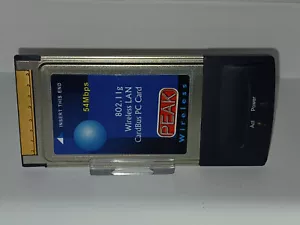 INSERT THIS END
54Mbps
802.11g
Wireless LAN
CardBus PC Card
PEAK
Wireless
Power
Act